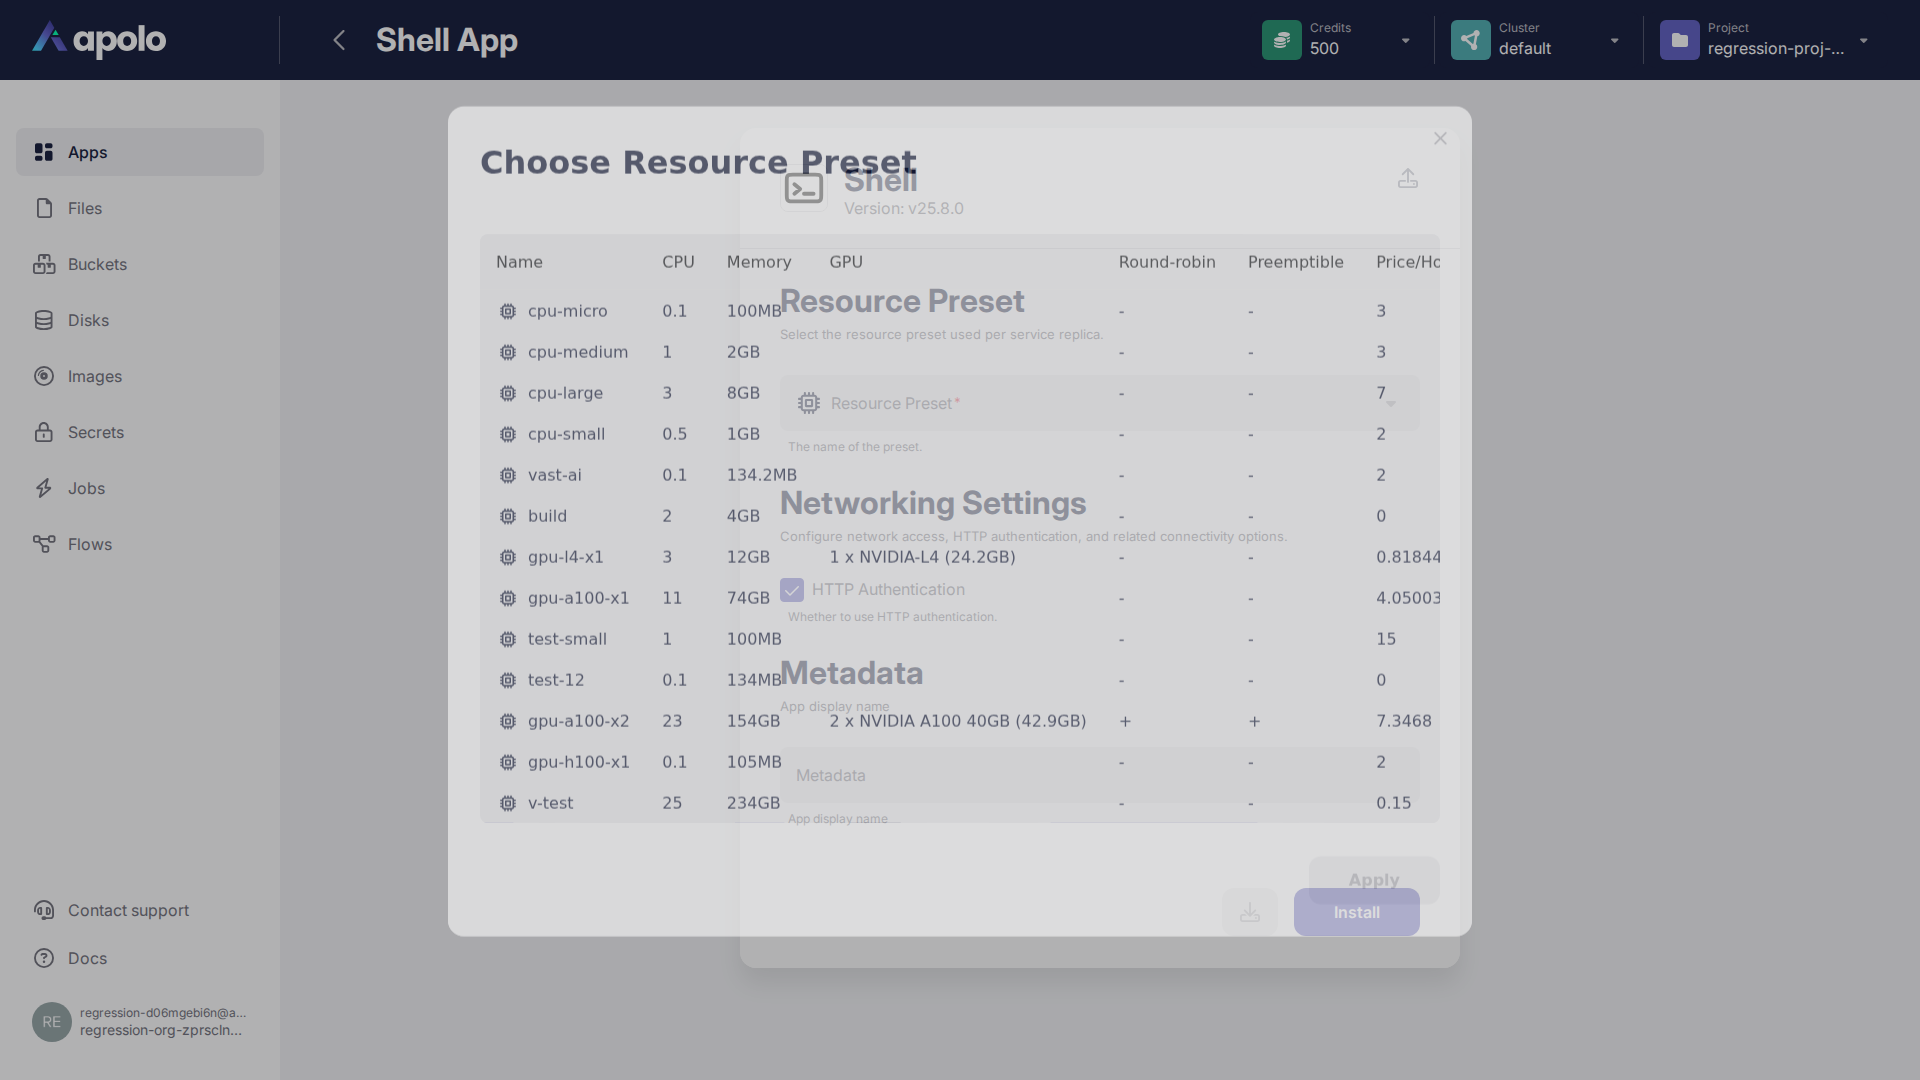 apolo
Shell App
Credits
500
Cluster
default
Project
regression-proj-...
Apps
Files
Buckets
Disks
Images
Secrets
Jobs
Flows
Contact support
Docs
RE
regression-d06mgebi6n@a...
regression-org-zprscln...
Choose Resource Preset
Name CPU Memory GPU Round-robin Preemptible Price/Ho
cpu-micro 0.1 100MB - - 3
cpu-medium 1 2GB - - 3
cpu-large 3 8GB - - 7
cpu-small 0.5 1GB - - 2
vast-ai 0.1 134.2MB - - 2
build 2 4GB - - 0
gpu-l4-x1 3 12GB 1 x NVIDIA-L4 (24.2GB) - - 0.81844
gpu-a100-x1 11 74GB - - 4.05003
test-small 1 100MB - - 15
test-12 0.1 134MB - - 0
gpu-a100-x2 23 154GB 2 x NVIDIA A100 40GB (42.9GB) + + 7.3468
gpu-h100-x1 0.1 105MB - - 2
v-test 25 234GB - - 0.15
Apply
Shell
Version: v25.8.0
Resource Preset
Select the resource preset used per service replica.
Resource Preset*
The name of the preset.
Networking Settings
Configure network access, HTTP authentication, and related connectivity options.
HTTP Authentication
Whether to use HTTP authentication.
Metadata
App display name
Metadata
App display name
Install